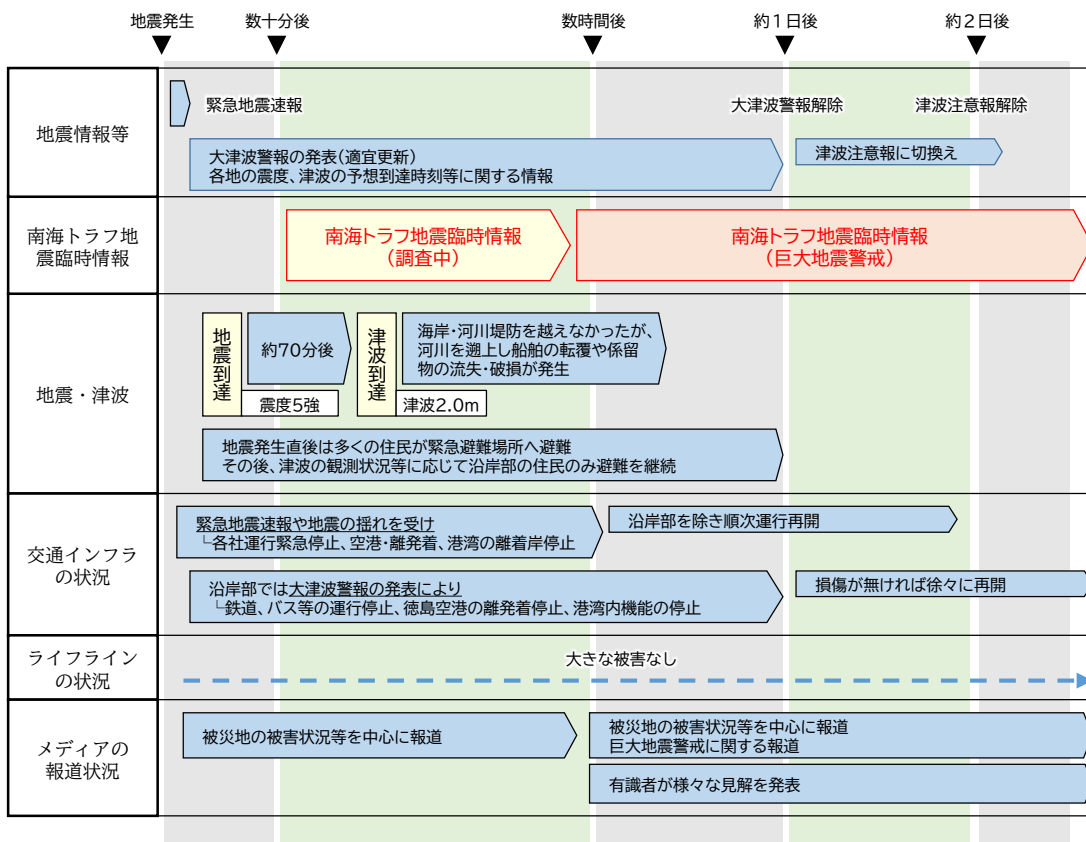 地震発生
数十分後
数時間後
約1日後
約2日後
地震情報等
緊急地震速報
大津波警報解除
津波注意報解除
大津波警報の発表(適宜更新)
各地の震度、津波の予想到達時刻等に関する情報
津波注意報に切換え
南海トラフ地
震臨時情報
南海トラフ地震臨時情報
(調査中)
南海トラフ地震臨時情報
(巨大地震警戒)
地震・津波
地震到達
約70分後
震度5強
津波到達
津波2.0m
海岸・河川堤防を越えなかったが、
河川を遡上し船舶の転覆や係留
物の流失・破損が発生
地震発生直後は多くの住民が緊急避難場所へ避難
その後、津波の観測状況等に応じて沿岸部の住民のみ避難を継続
交通インフラ
の状況
緊急地震速報や地震の揺れを受け
└各社運行緊急停止、空港・離発着、港湾の離着岸停止
沿岸部を除き順次運行再開
沿岸部では大津波警報の発表により
└鉄道、バス等の運行停止、徳島空港の離発着停止、港湾内機能の停止
損傷が無ければ徐々に再開
ライフライン
の状況
大きな被害なし
メディアの
報道状況
被災地の被害状況等を中心に報道
被災地の被害状況等を中心に報道
巨大地震警戒に関する報道
有識者が様々な見解を発表